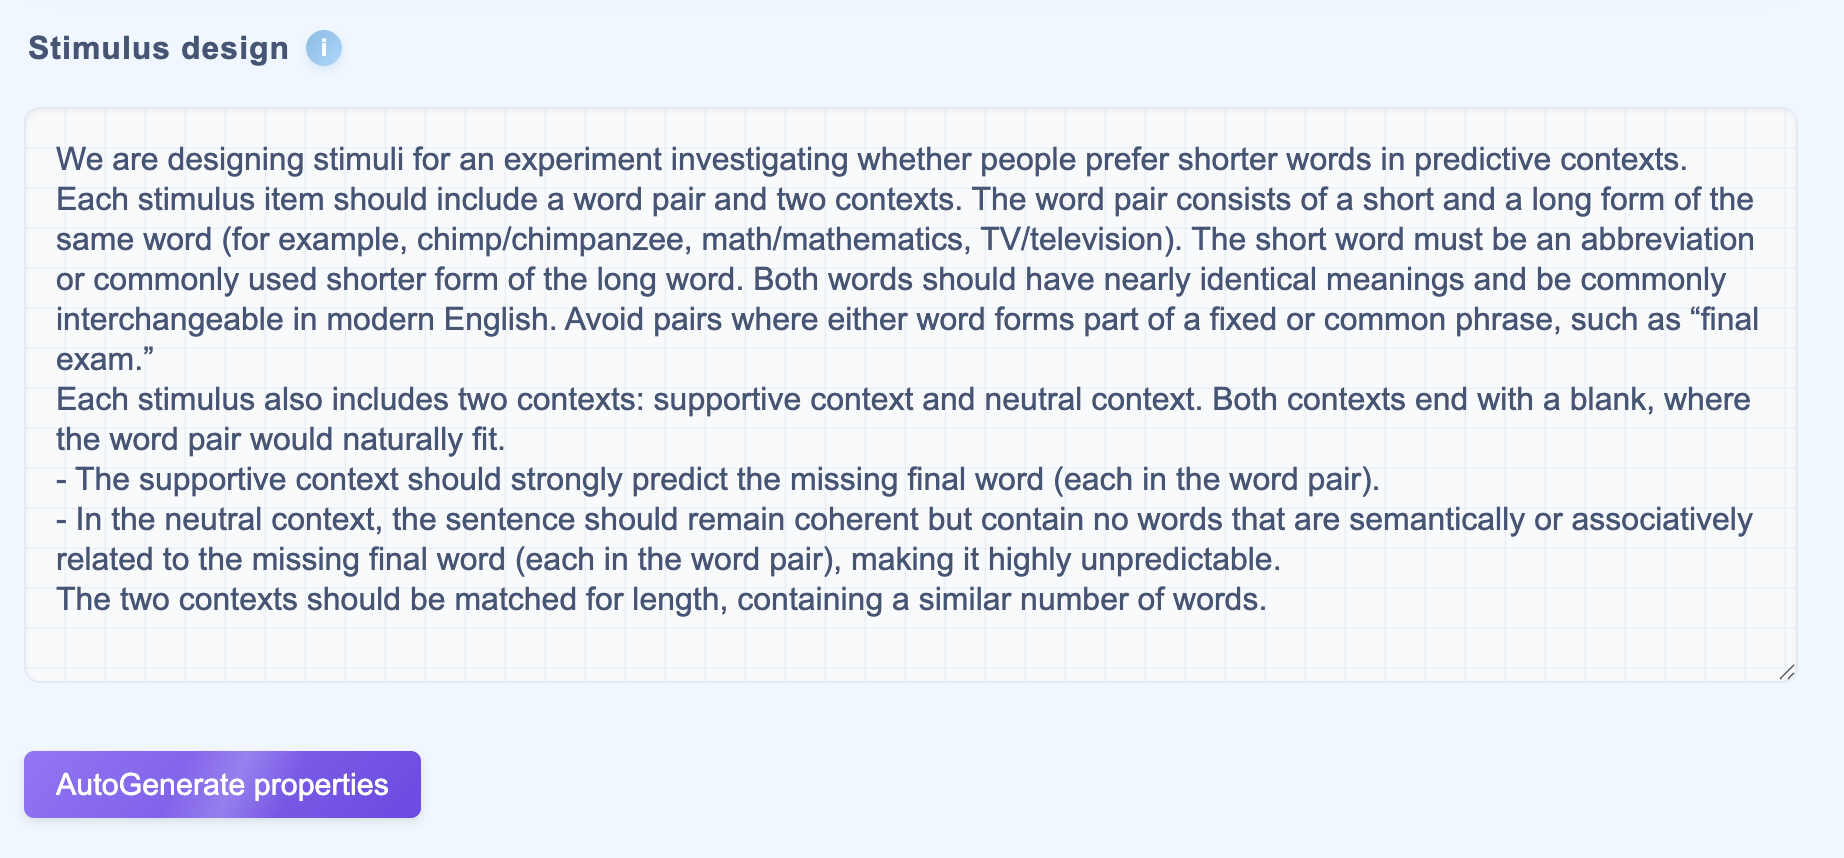 Stimulus design i
We are designing stimuli for an experiment investigating whether people prefer shorter words in predictive contexts.
Each stimulus item should include a word pair and two contexts. The word pair consists of a short and a long form of the
same word (for example, chimp/chimpanzee, math/mathematics, TV/television). The short word must be an abbreviation
or commonly used shorter form of the long word. Both words should have nearly identical meanings and be commonly
interchangeable in modern English. Avoid pairs where either word forms part of a fixed or common phrase, such as “final
exam.”
Each stimulus also includes two contexts: supportive context and neutral context. Both contexts end with a blank, where
the word pair would naturally fit.
- The supportive context should strongly predict the missing final word (each in the word pair).
- In the neutral context, the sentence should remain coherent but contain no words that are semantically or associatively
related to the missing final word (each in the word pair), making it highly unpredictable.
The two contexts should be matched for length, containing a similar number of words.
AutoGenerate properties